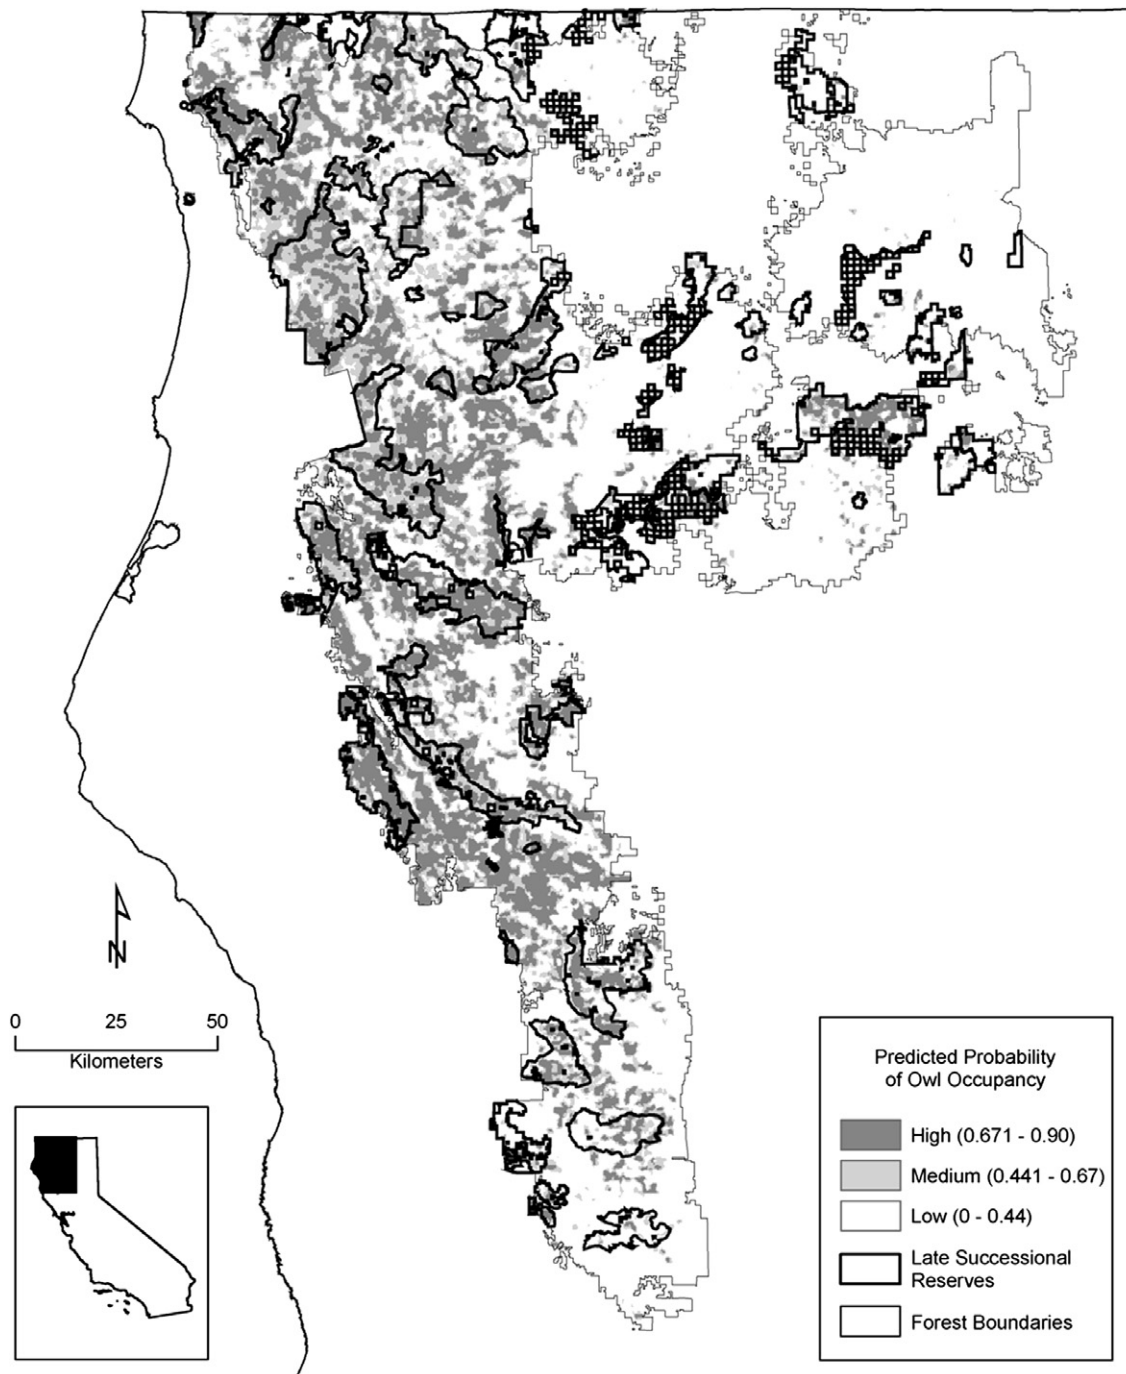 N
0 25 50
Kilometers
Predicted Probability
of Owl Occupancy
High (0.671 - 0.90)
Medium (0.441 - 0.67)
Low (0 - 0.44)
Late Successional
Reserves
Forest Boundaries